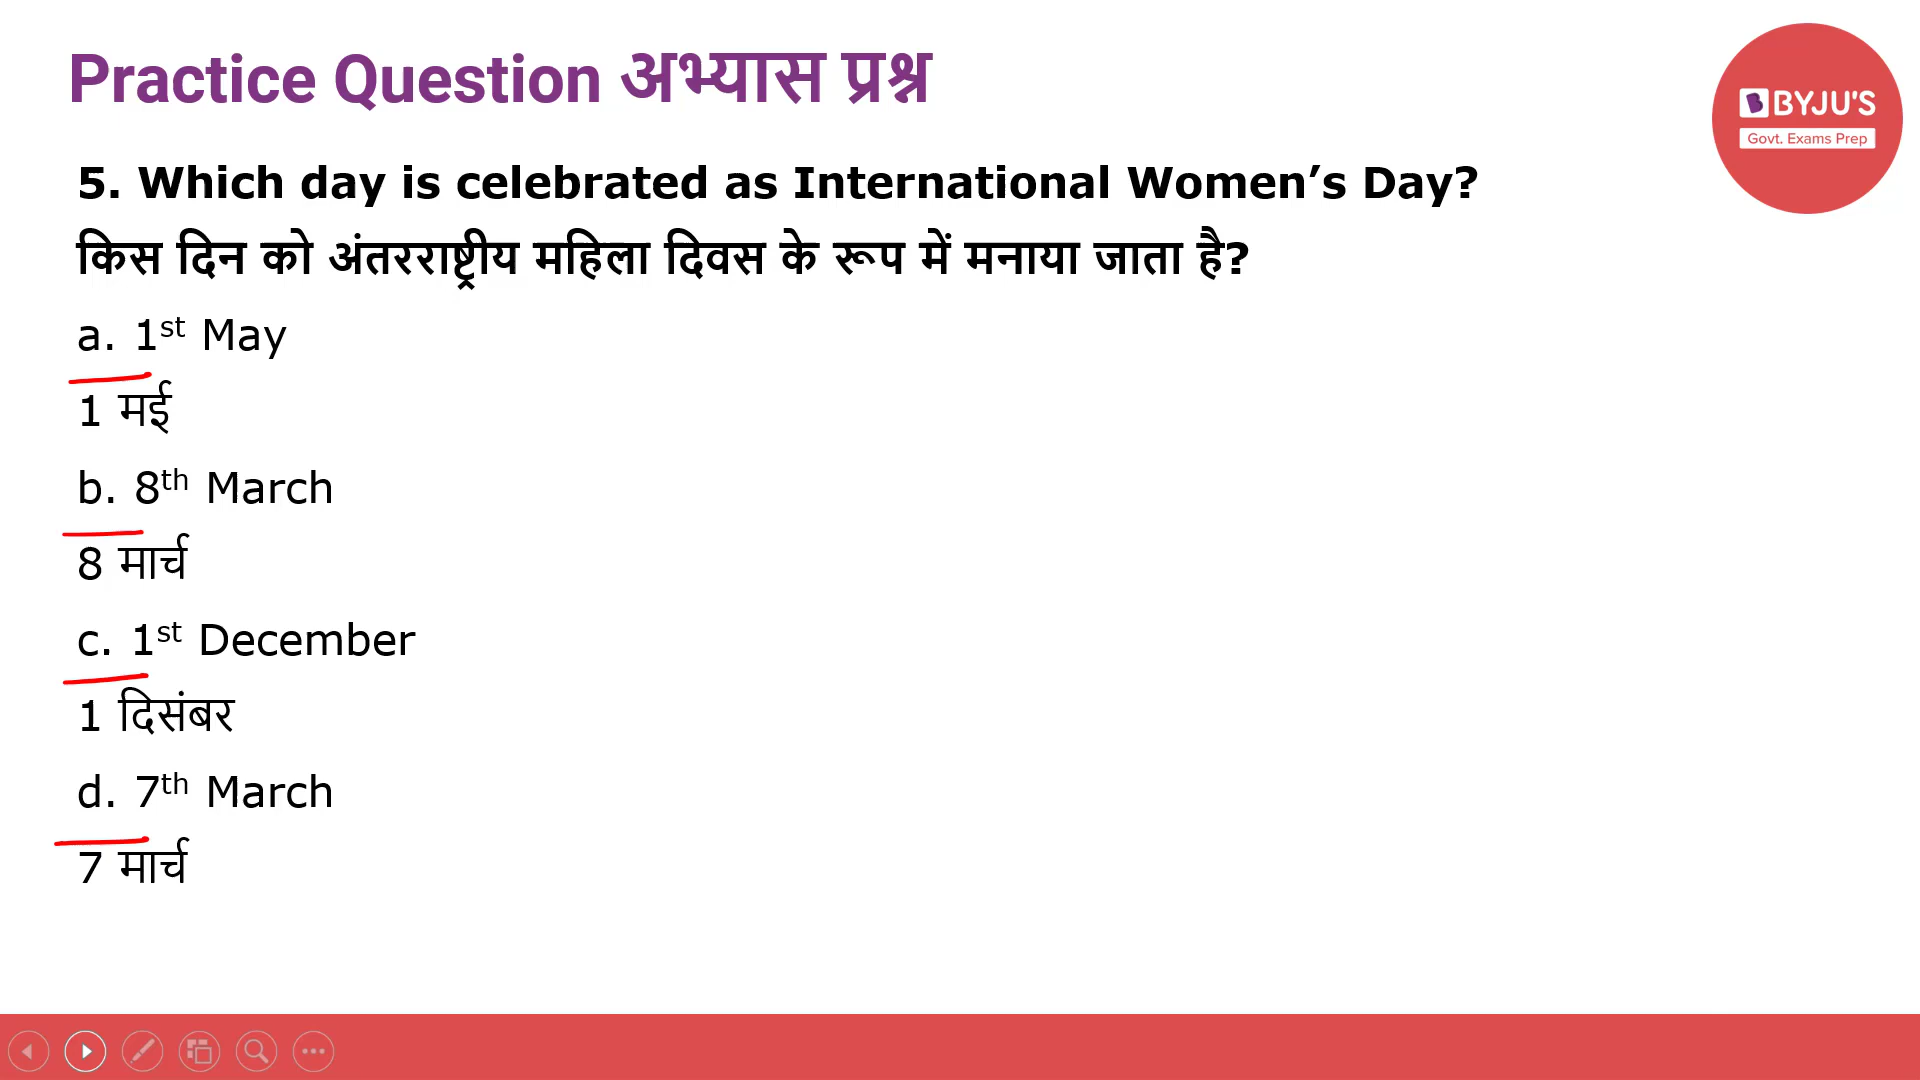 Practice Question अभ्यास प्रश्न
BYJU'S
Govt. Exams Prep
5. Which day is celebrated as International Women’s Day?
किस दिन को अंतरराष्ट्रीय महिला दिवस के रूप में मनाया जाता है?
a. 1st May
1 मई
b. 8th March
8 मार्च
c. 1st December
1 दिसंबर
d. 7th March
7 मार्च